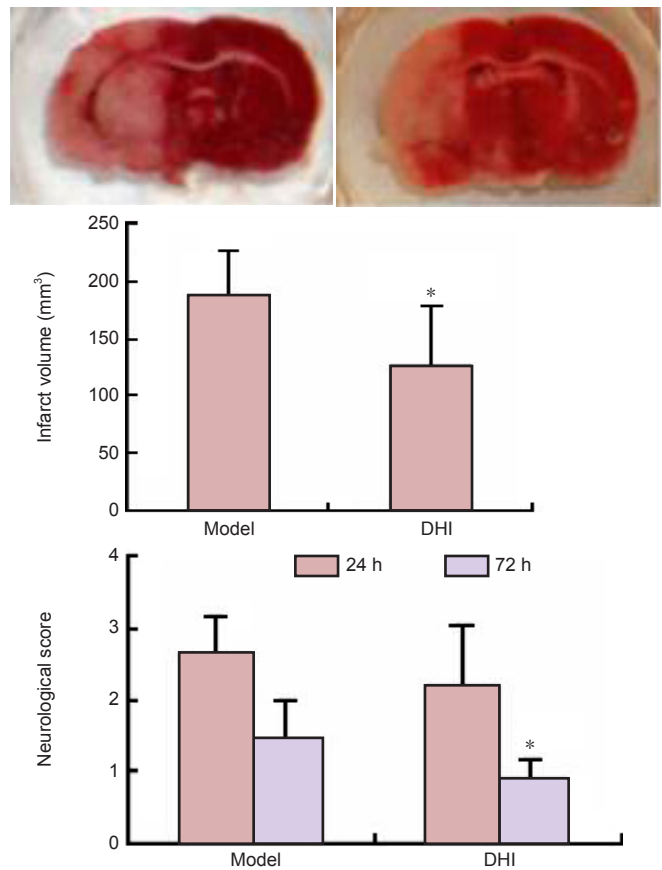 250
200
150
100
50
0
Infarct volume (mm³)
*
Model DHI
4
3
2
1
0
Neurological score
24 h 72 h
*
Model DHI